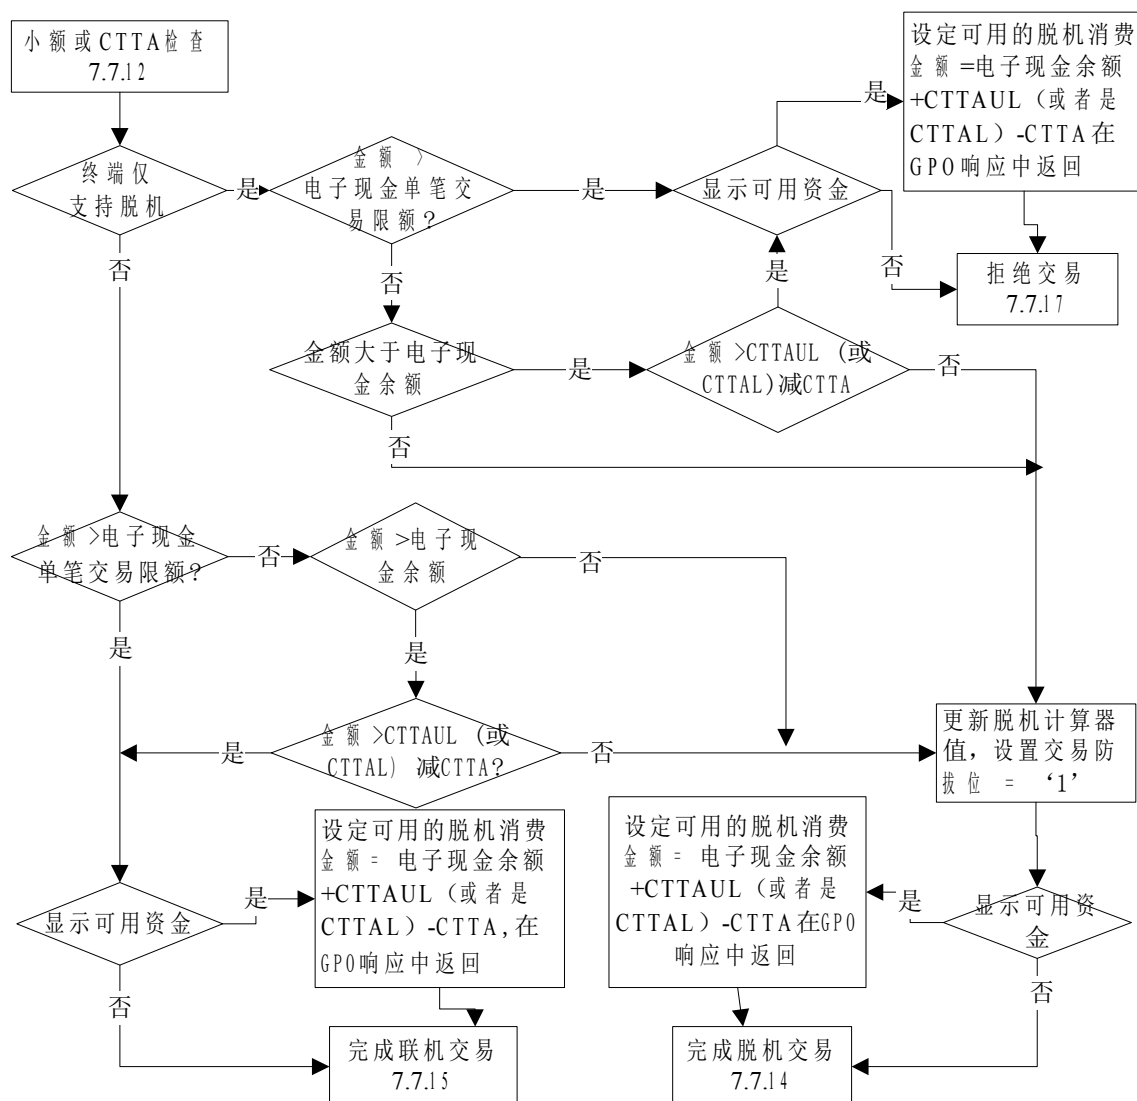 小额或CTTA检查
7.7.12
终端仅
支持脱机
是
金额 >
电子现金单笔交
易限额?
是
显示可用资金
是
设定可用的脱机消费
金额=电子现金余额
+CTTAUL（或者是
CTTAL）-CTTA在
GPO响应中返回
否
否
是
否
拒绝交易
7.7.17
金额大于电子现
金余额
是
金额>CTTAUL (或
CTTAL)减CTTA
否
否
金额>电子现金
单笔交易限额?
否
金额>电子现
金余额
否
是
是
金额>CTTAUL (或
CTTAL) 减CTTA?
是
否
更新脱机计算器
值，设置交易防
拔位 = ‘1’
设定可用的脱机消费
金额= 电子现金余额
+CTTAUL（或者是
CTTAL）-CTTA,在
GPO响应中返回
设定可用的脱机消费
金额= 电子现金余额
+CTTAUL（或者是
CTTAL）-CTTA在GPO
响应中返回
显示可用资金
是
是
显示可用资
金
否
否
完成联机交易
7.7.15
完成脱机交易
7.7.14